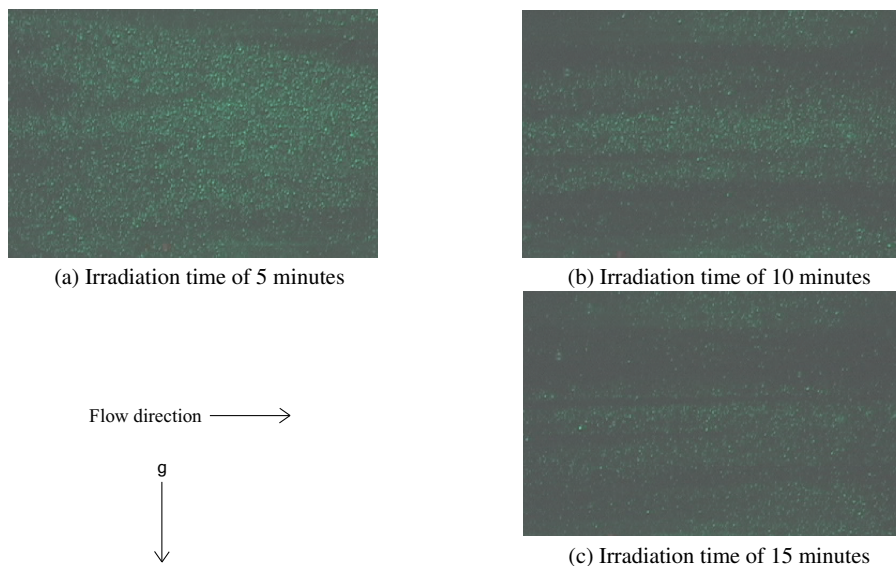 (a) Irradiation time of 5 minutes
(b) Irradiation time of 10 minutes
Flow direction
g
(c) Irradiation time of 15 minutes